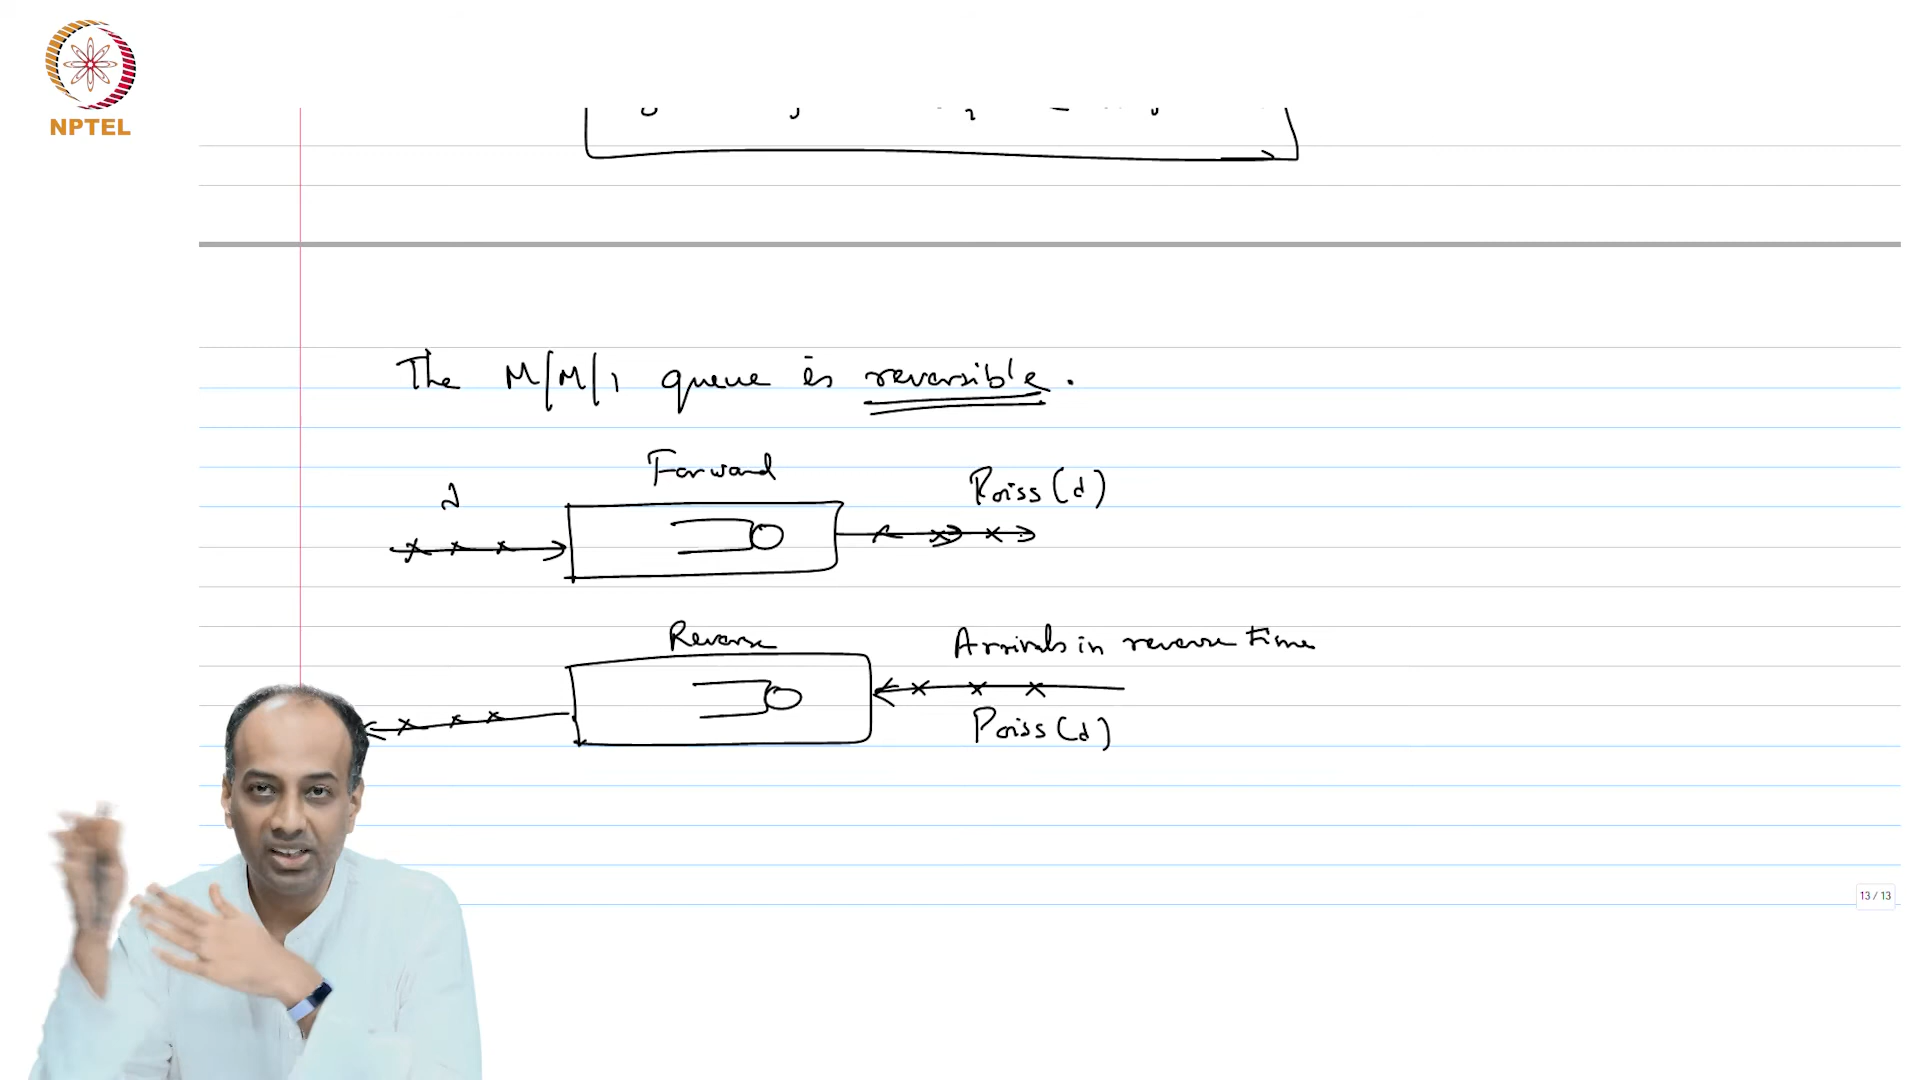 NPTEL
The M/M/1 queue is reversible.
Forward
λ
Poiss(λ)
Reverse
Arrivals in reverse time
Poiss(λ)
13 / 13